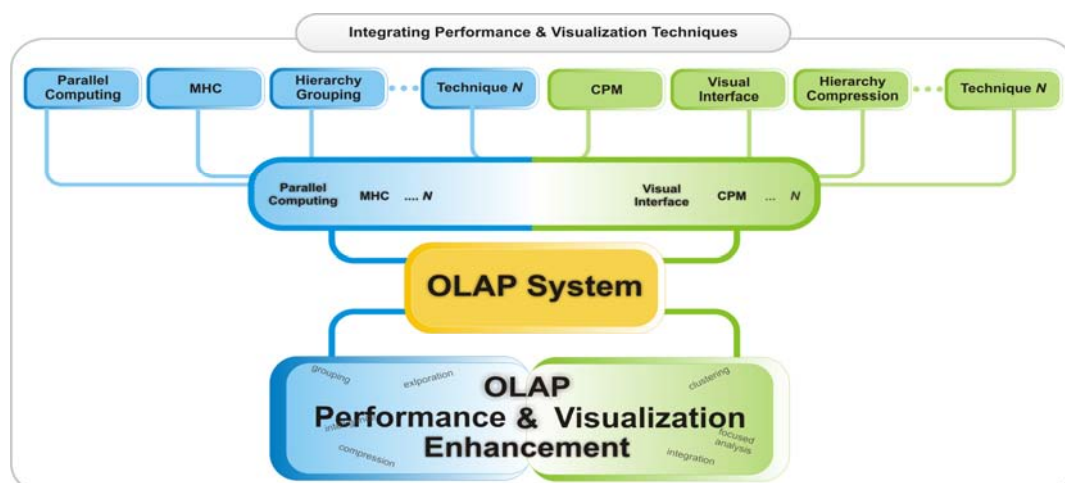 Integrating Performance & Visualization Techniques
Parallel
Computing
MHC
Hierarchy
Grouping
Technique N
CPM
Visual
Interface
Hierarchy
Compression
Technique N
Parallel
Computing
MHC
.... N
Visual
Interface
CPM
... N
OLAP System
grouping
exlporation
clustering
OLAP
Performance & Visualization
Enhancement
compression
focused
analysis
integration